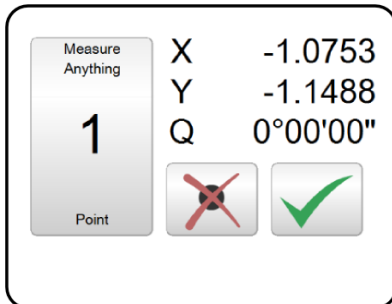 Measure
Anything
1
Point
X -1.0753
Y -1.1488
Q 0°00'00"